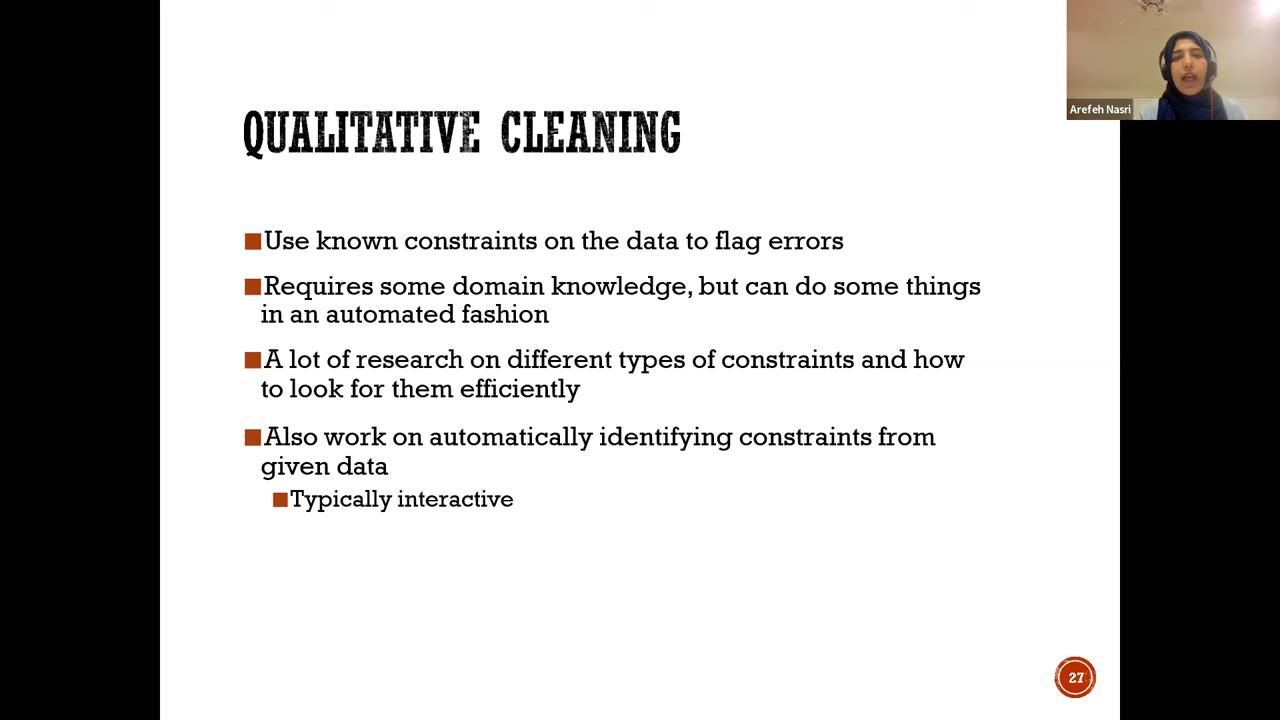 Arefeh Nasri
QUALITATIVE CLEANING
Use known constraints on the data to flag errors
Requires some domain knowledge, but can do some things
in an automated fashion
A lot of research on different types of constraints and how
to look for them efficiently
Also work on automatically identifying constraints from
given data
Typically interactive
27